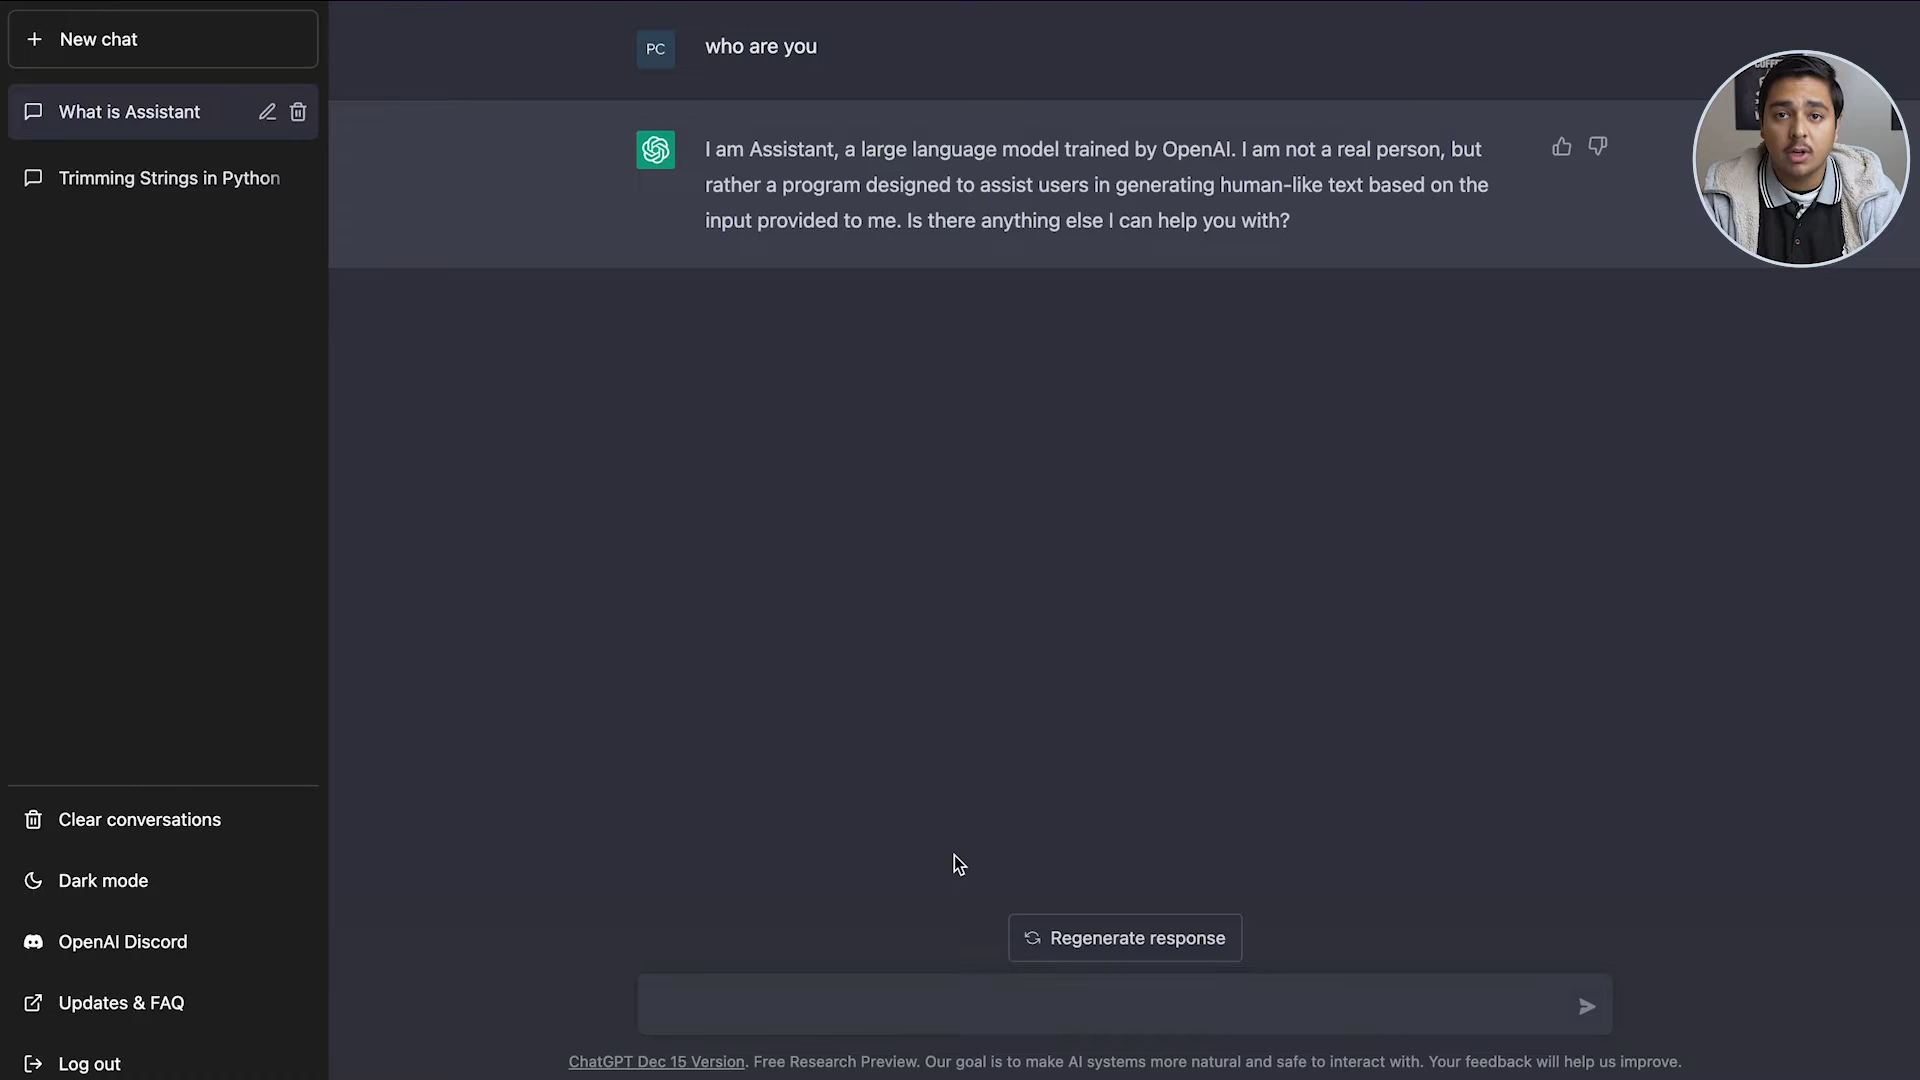 New chat
What is Assistant
Trimming Strings in Python
Clear conversations
Dark mode
OpenAI Discord
Updates & FAQ
Log out
PC
who are you
I am Assistant, a large language model trained by OpenAI. I am not a real person, but
rather a program designed to assist users in generating human-like text based on the
input provided to me. Is there anything else I can help you with?
Regenerate response
ChatGPT Dec 15 Version. Free Research Preview. Our goal is to make AI systems more natural and safe to interact with. Your feedback will help us improve.